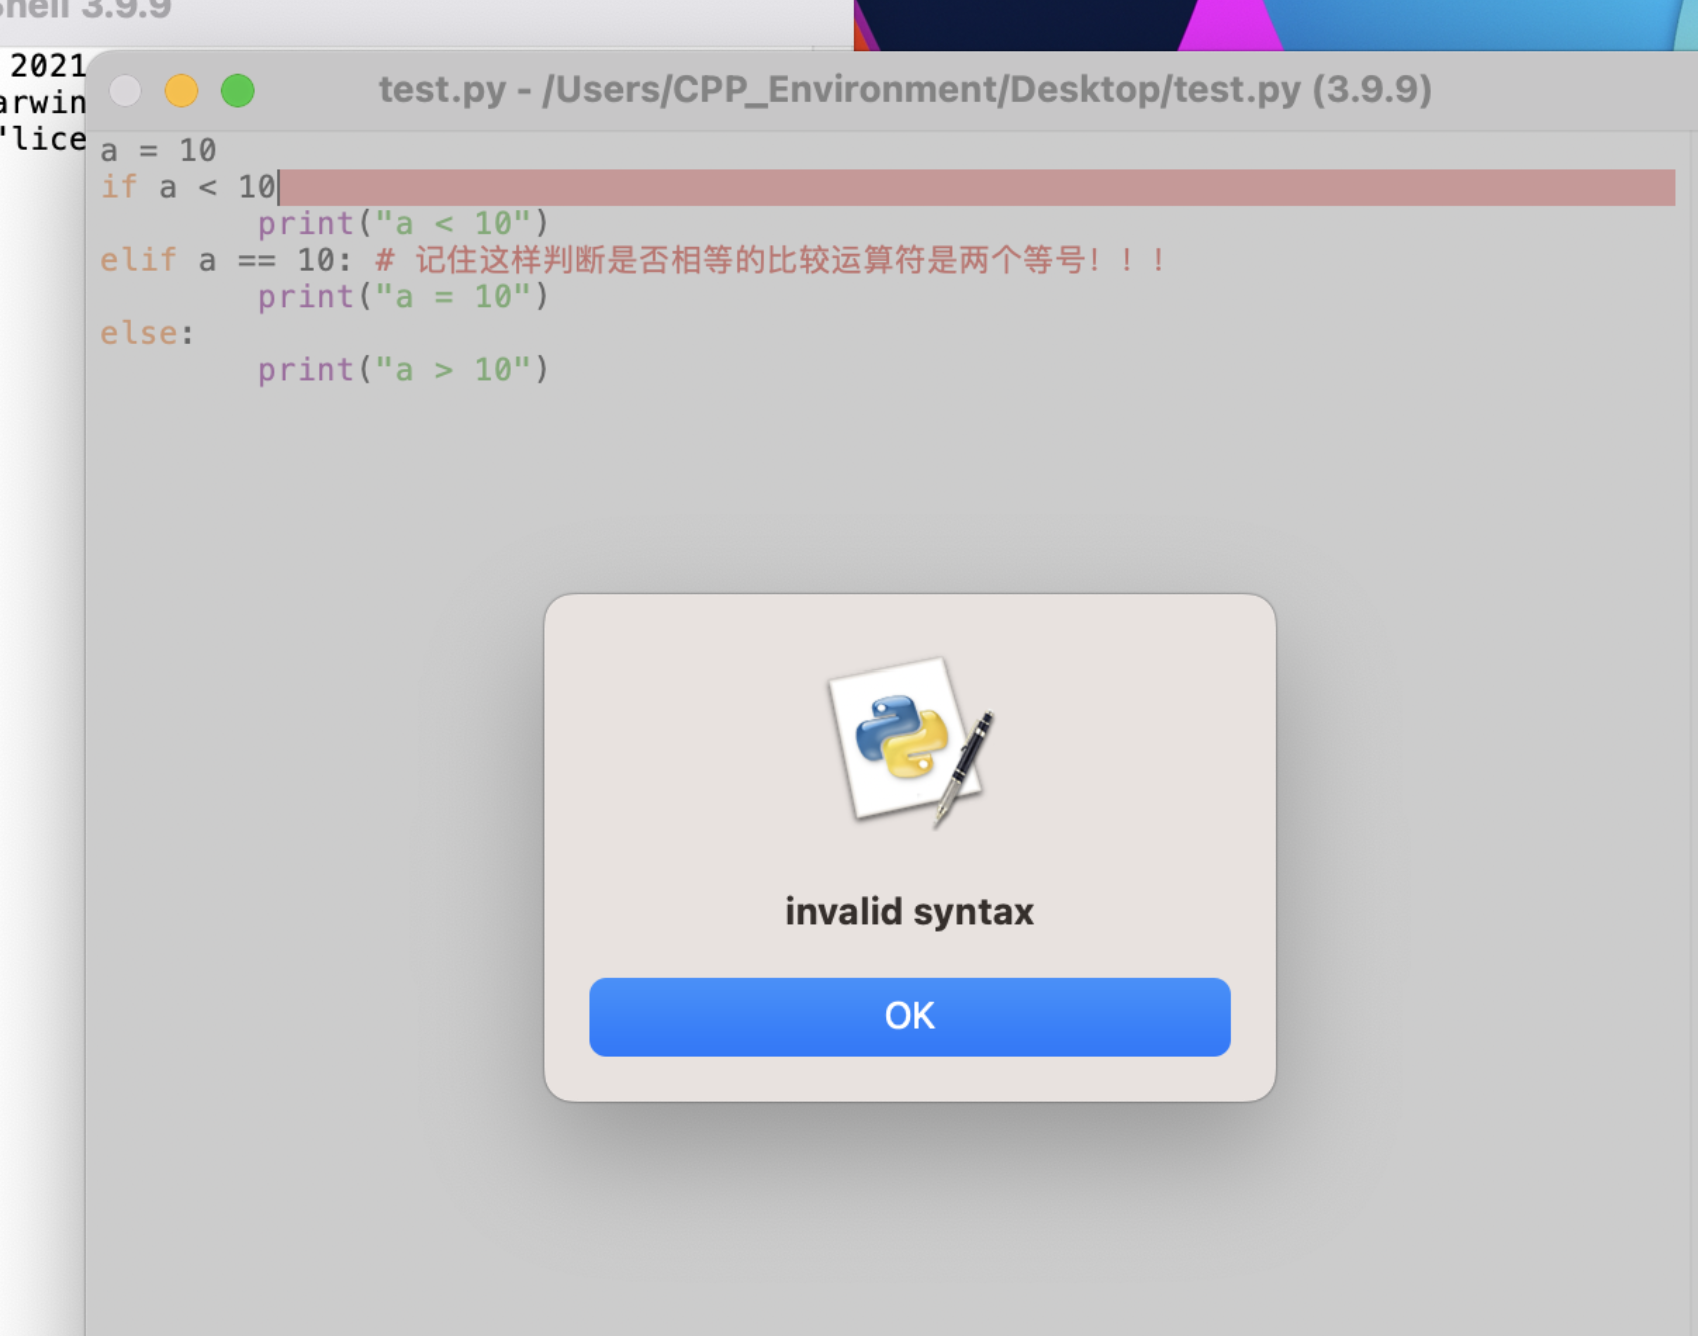 Shell 3.9.9
2021
arwin
'lice
test.py - /Users/CPP_Environment/Desktop/test.py (3.9.9)
a = 10
if a < 10
        print("a < 10")
elif a == 10: # 记住这样判断是否相等的比较运算符是两个等号！！！
        print("a = 10")
else:
        print("a > 10")
invalid syntax
OK